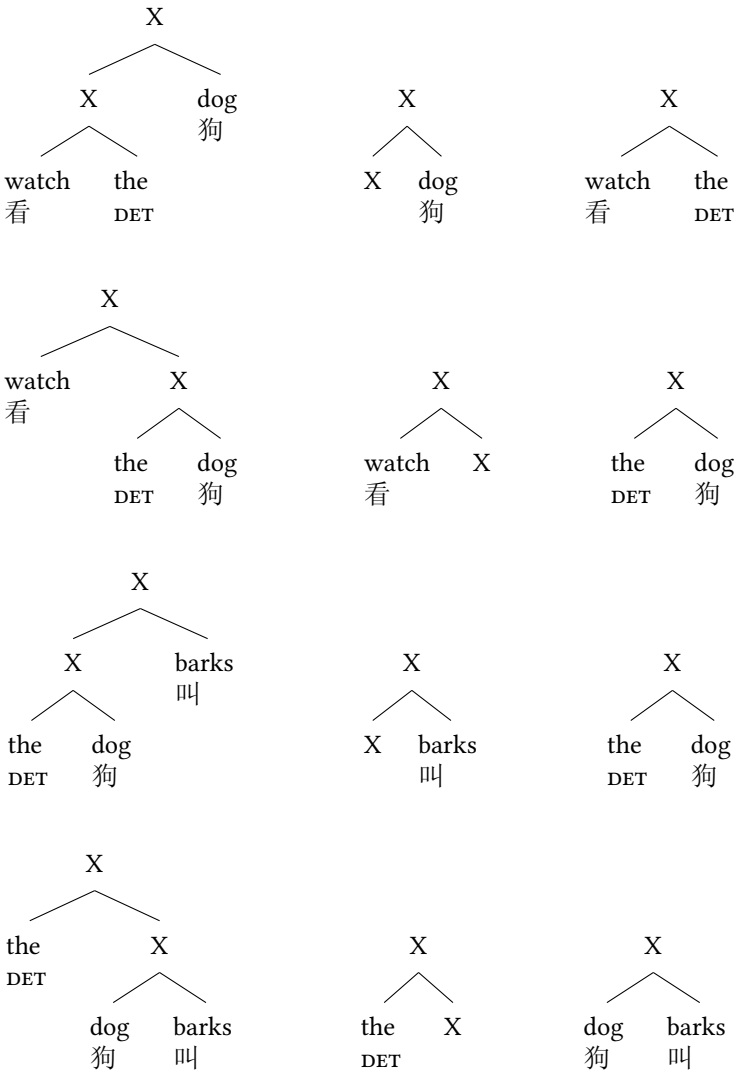 X
X dog X X
狗
watch the X dog watch the
看 DET 狗 看 DET
X
watch X X X
看
the dog watch X the dog
DET 狗 看 DET 狗
X
X barks X X
叫
the dog X barks the dog
DET 狗 叫 DET 狗
X
the X X X
DET
dog barks the X dog barks
狗 叫 DET 狗 叫